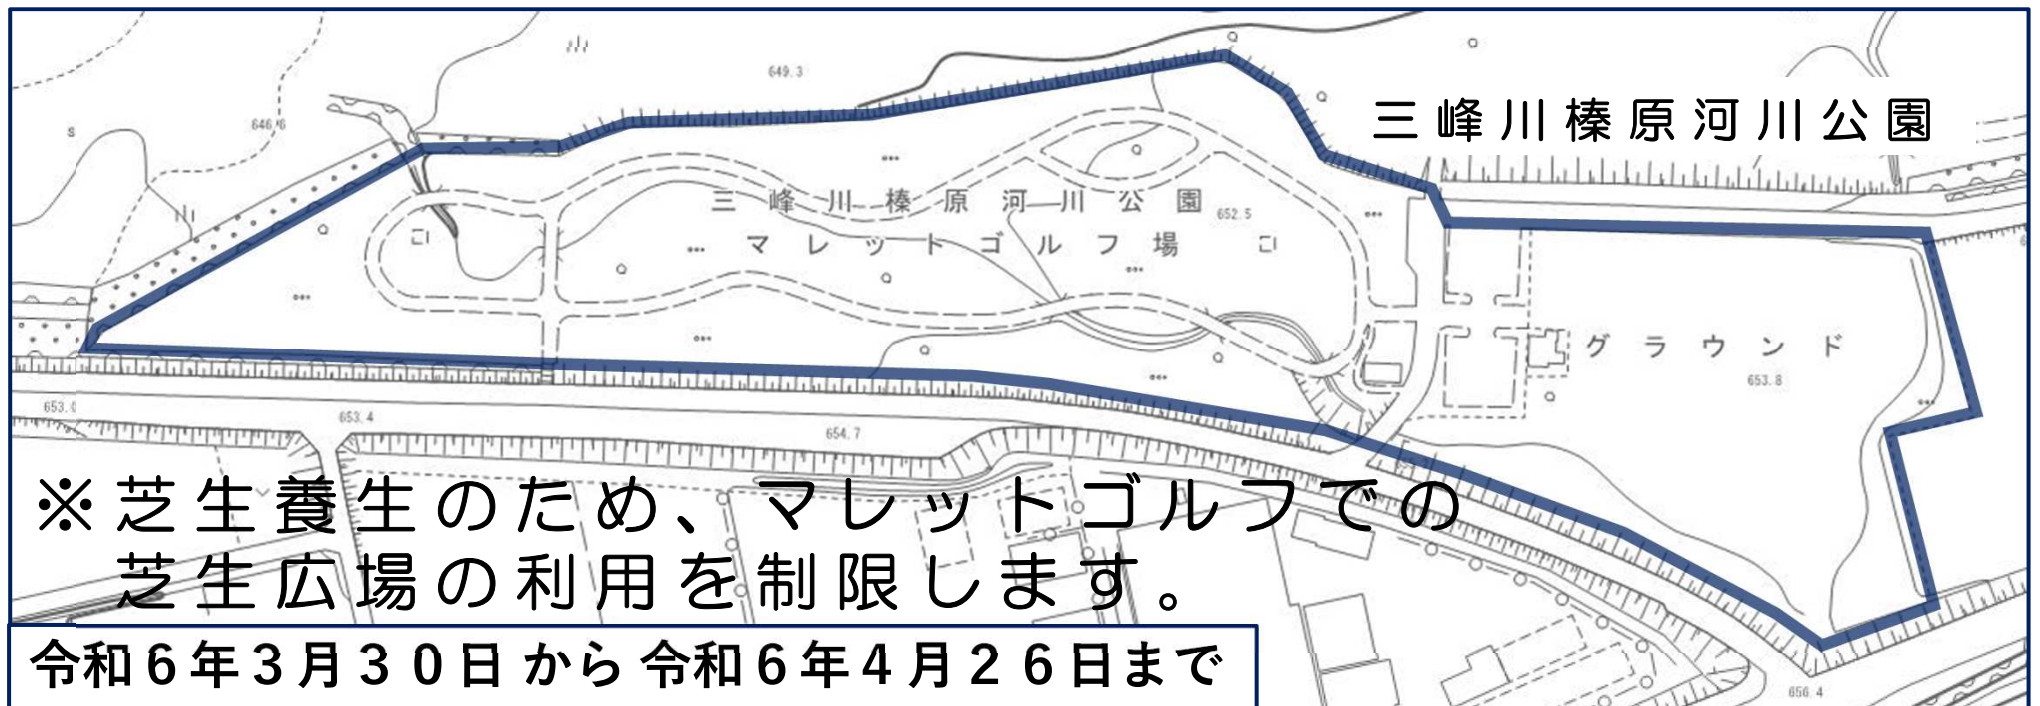 649.3
646.6
三峰川榛原河川公園
S
三峰川榛原河川公園
652.5
マレットゴルフ場
グラウンド
653.8
653.4
654.7
※芝生養生のため、マレットゴルフでの
芝生広場の利用を制限します。
令和6年3月30日から令和6年4月26日まで
656.4